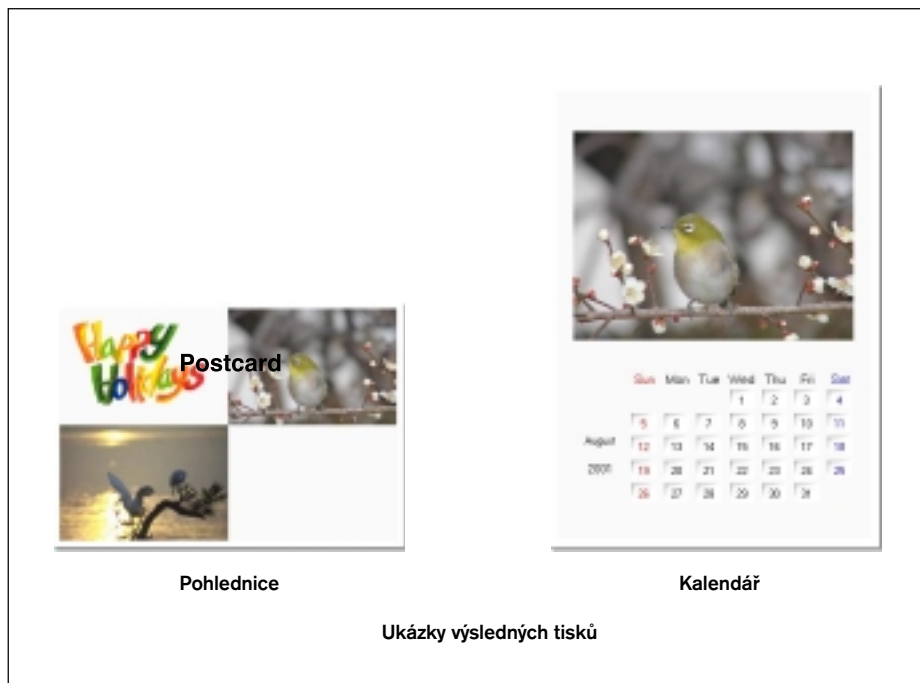 Happy
Holidays
Postcard
Sun Mon Tue Wed Thu Fri Sat
1 2 3 4
5 6 7 8 9 10 11
August
12 13 14 15 16 17 18
2001
19 20 21 22 23 24 25
26 27 28 29 30 31
Pohlednice
Kalendář
Ukázky výsledných tisků